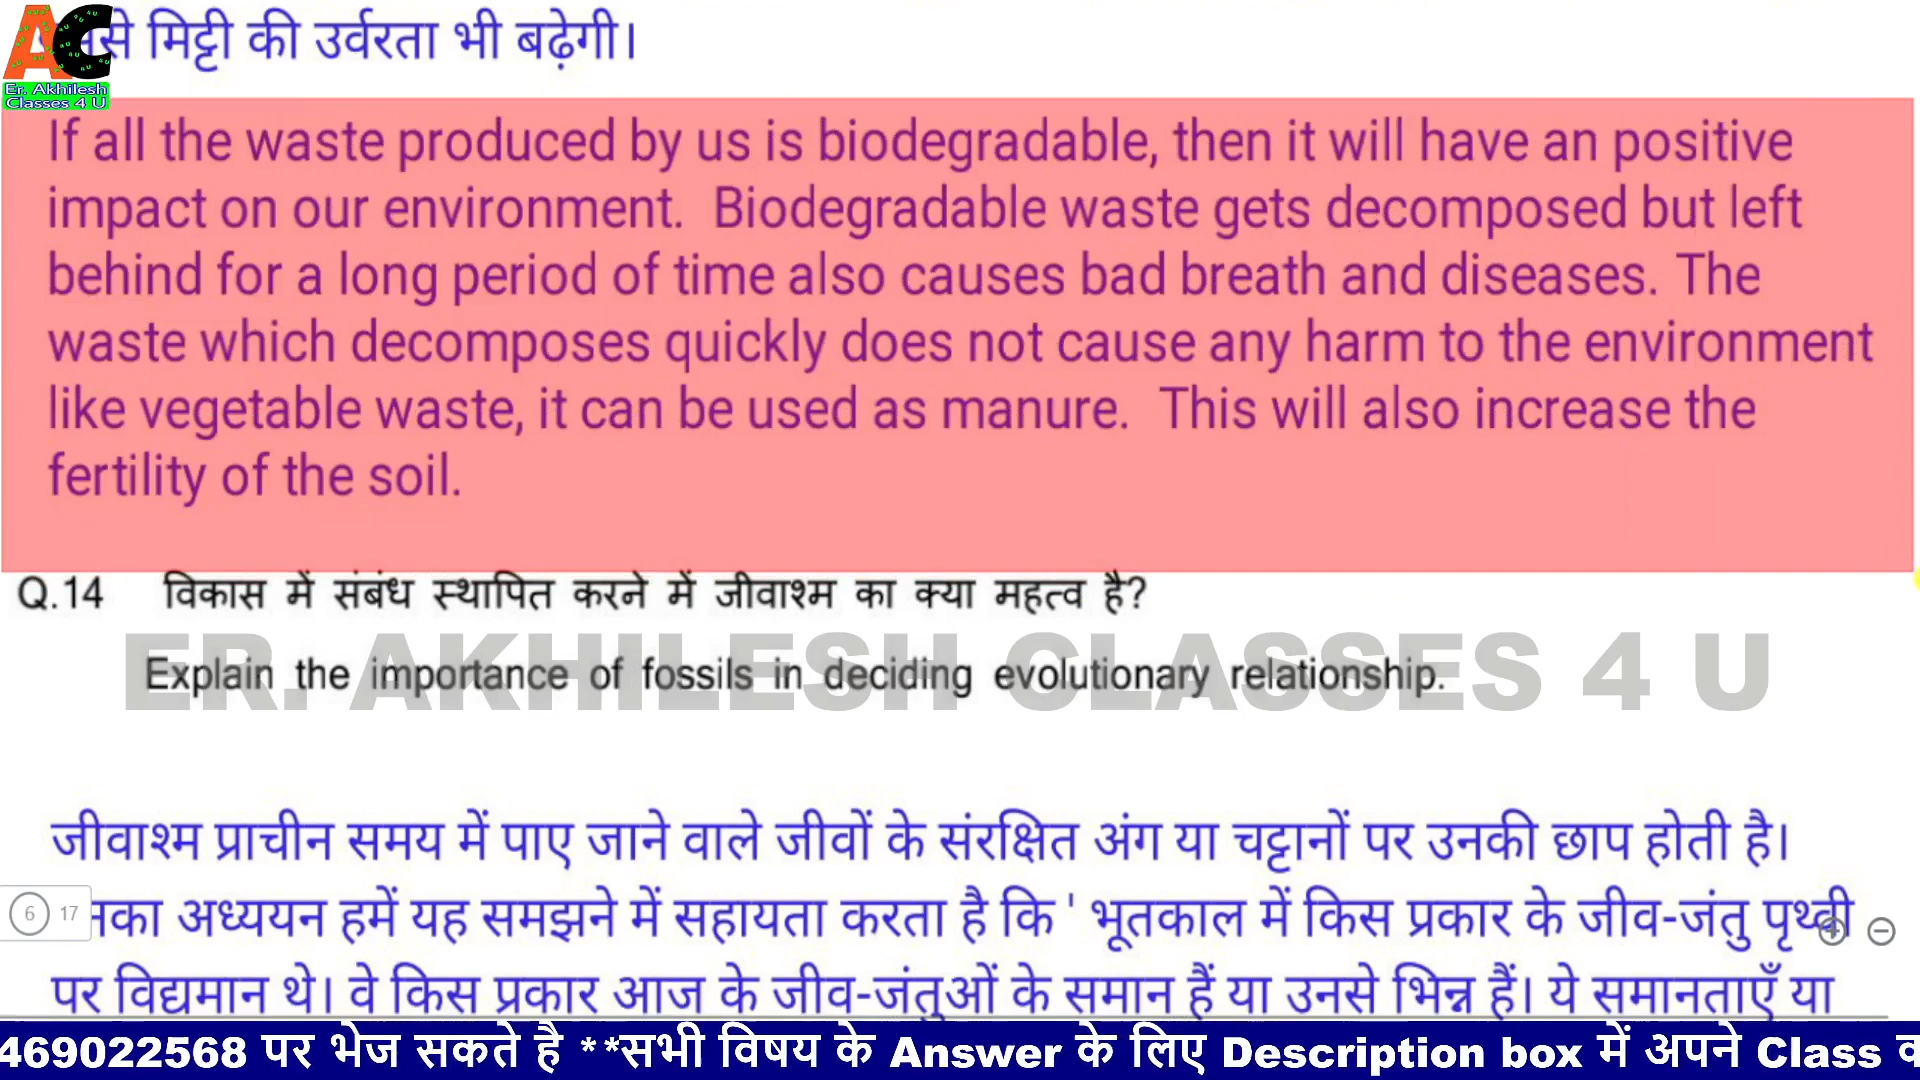 से मिट्टी की उर्वरता भी बढ़ेगी।
AC
Er. Akhilesh
Classes 4 U
If all the waste produced by us is biodegradable, then it will have an positive
impact on our environment. Biodegradable waste gets decomposed but left
behind for a long period of time also causes bad breath and diseases. The
waste which decomposes quickly does not cause any harm to the environment
like vegetable waste, it can be used as manure. This will also increase the
fertility of the soil.
Q.14 विकास में संबंध स्थापित करने में जीवाश्म का क्या महत्व है?
ER. AKHILESH CLASSES 4 U
Explain the importance of fossils in deciding evolutionary relationship.
जीवाश्म प्राचीन समय में पाए जाने वाले जीवों के संरक्षित अंग या चट्टानों पर उनकी छाप होती है।
6 17
नका अध्ययन हमें यह समझने में सहायता करता है कि ' भूतकाल में किस प्रकार के जीव-जंतु पृथ्वी
पर विद्यमान थे। वे किस प्रकार आज के जीव-जंतुओं के समान हैं या उनसे भिन्न हैं। ये समानताएँ या
469022568 पर भेज सकते है **सभी विषय के Answer के लिए Description box में अपने Class